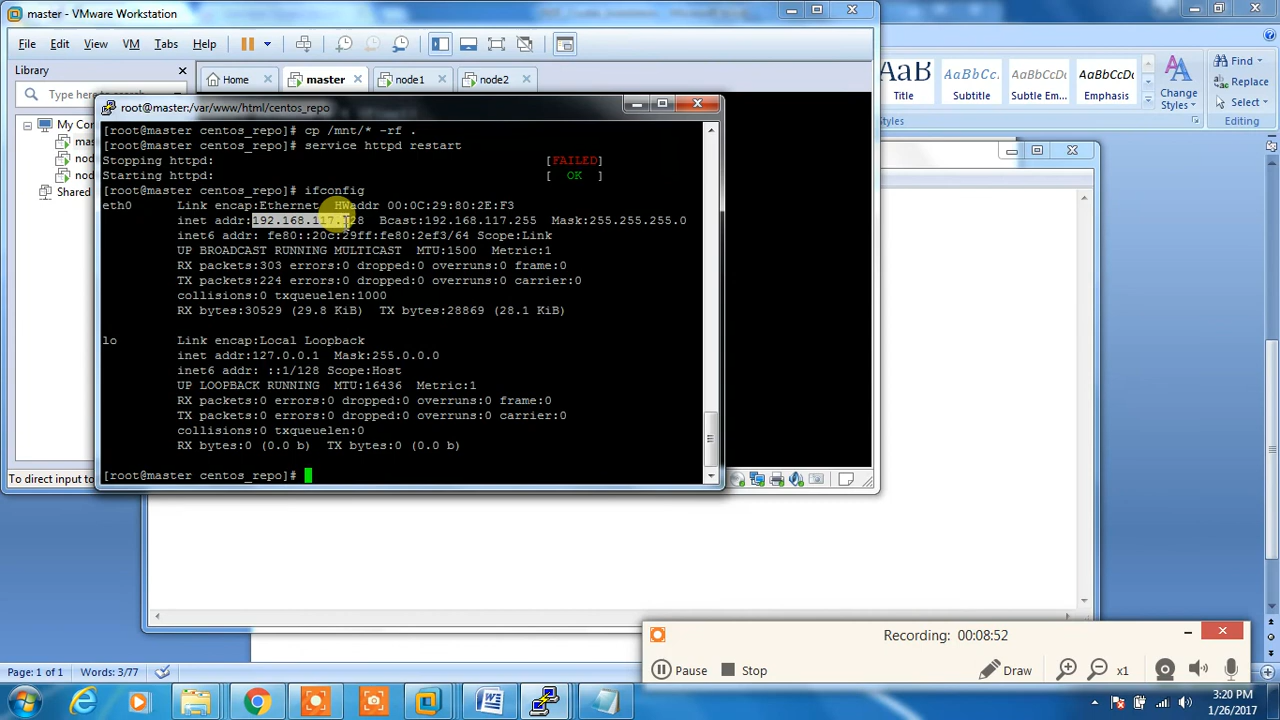 master - VMware Workstation
File Edit View VM Tabs Help
Library
Type here to search
My Co
mas
nod
nod
Shared
To direct input to
Home
master
node1
node2
root@master:/var/www/html/centos_repo
[root@master centos_repo]# cp /mnt/* -rf .
[root@master centos_repo]# service httpd restart
Stopping httpd: [FAILED]
Starting httpd: [ OK ]
[root@master centos_repo]# ifconfig
eth0 Link encap:Ethernet HWaddr 00:0C:29:80:2E:F3
inet addr:192.168.117.128 Bcast:192.168.117.255 Mask:255.255.255.0
inet6 addr: fe80::20c:29ff:fe80:2ef3/64 Scope:Link
UP BROADCAST RUNNING MULTICAST MTU:1500 Metric:1
RX packets:303 errors:0 dropped:0 overruns:0 frame:0
TX packets:224 errors:0 dropped:0 overruns:0 carrier:0
collisions:0 txqueuelen:1000
RX bytes:30529 (29.8 KiB) TX bytes:28869 (28.1 KiB)
lo Link encap:Local Loopback
inet addr:127.0.0.1 Mask:255.0.0.0
inet6 addr: ::1/128 Scope:Host
UP LOOPBACK RUNNING MTU:16436 Metric:1
RX packets:0 errors:0 dropped:0 overruns:0 frame:0
TX packets:0 errors:0 dropped:0 overruns:0 carrier:0
collisions:0 txqueuelen:0
RX bytes:0 (0.0 b) TX bytes:0 (0.0 b)
[root@master centos_repo]#
AaB AaBbCc. AaBbCcDc AaBbCcDc
Title Subtitle Subtle Em... Emphasis
Change
Styles
Styles
Find
Replace
Select
Editing
Recording: 00:08:52
Pause Stop Draw x1
Page: 1 of 1 Words: 3/77
3:20 PM
1/26/2017